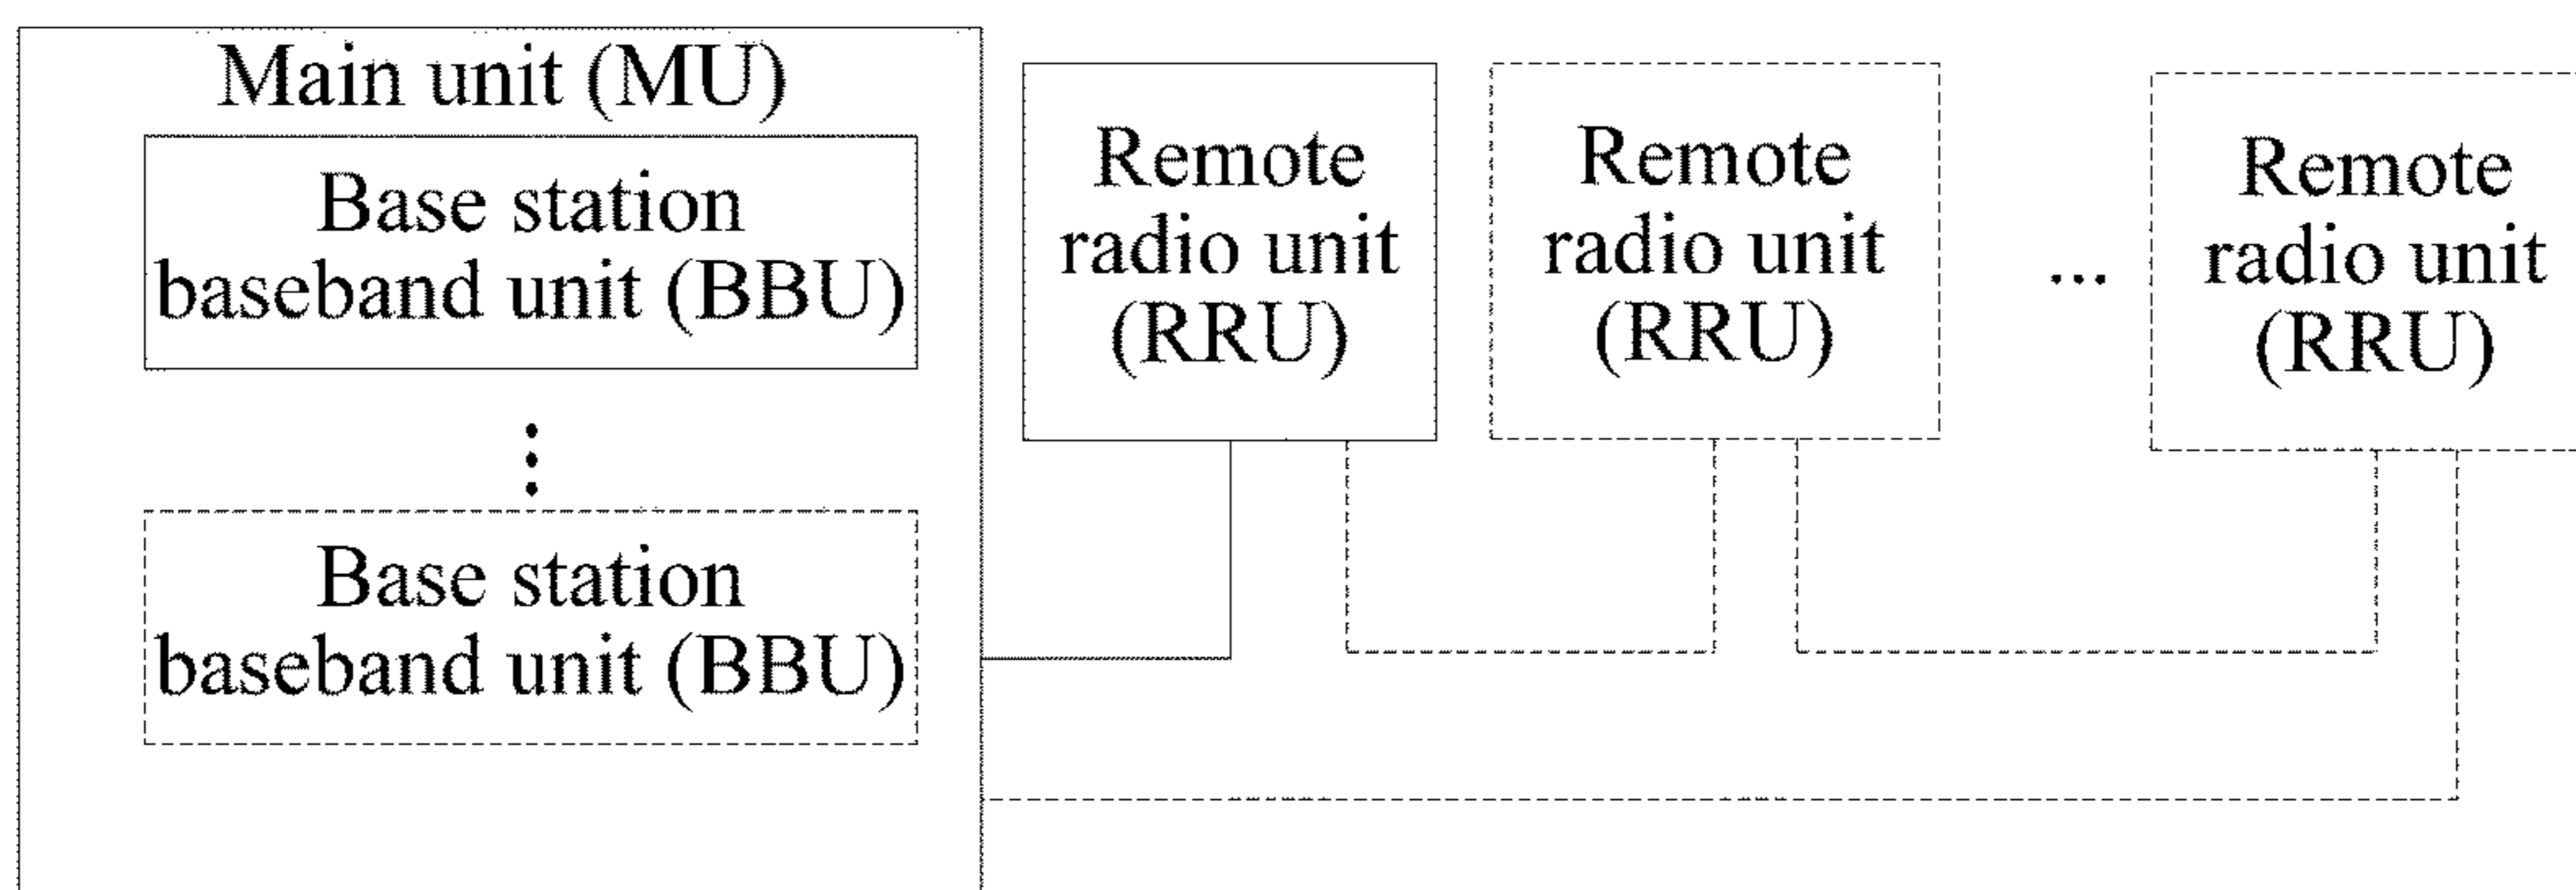 Main unit (MU)
Base station
baseband unit (BBU)
Base station
baseband unit (BBU)
Remote
radio unit
(RRU)
Remote
radio unit
(RRU)
...
Remote
radio unit
(RRU)